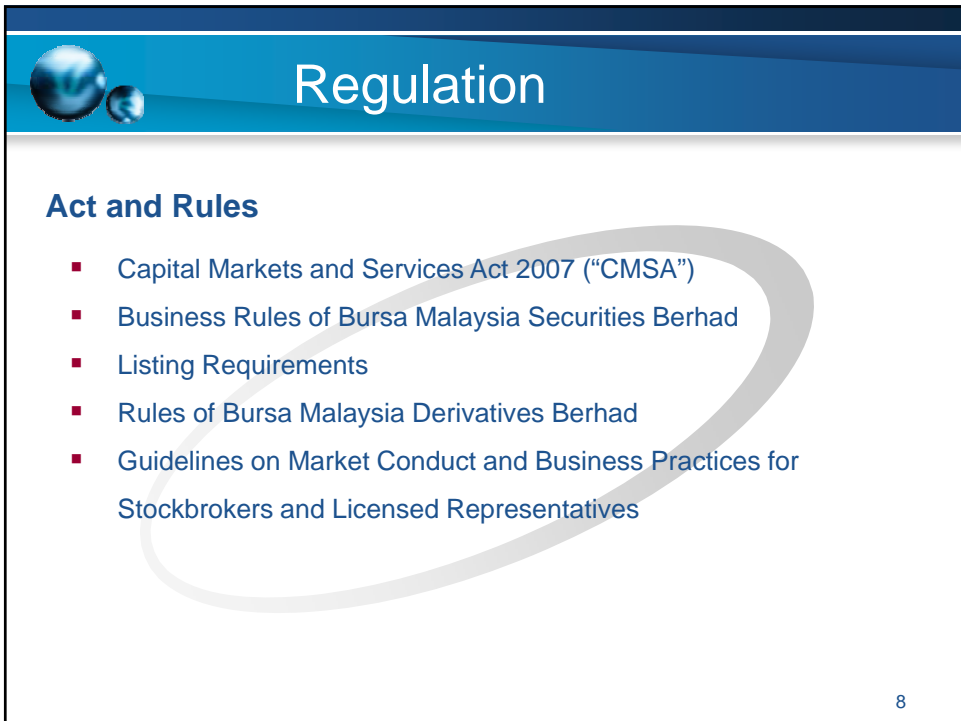 Regulation
Act and Rules
▪ Capital Markets and Services Act 2007 (“CMSA”)
▪ Business Rules of Bursa Malaysia Securities Berhad
▪ Listing Requirements
▪ Rules of Bursa Malaysia Derivatives Berhad
▪ Guidelines on Market Conduct and Business Practices for
Stockbrokers and Licensed Representatives
8